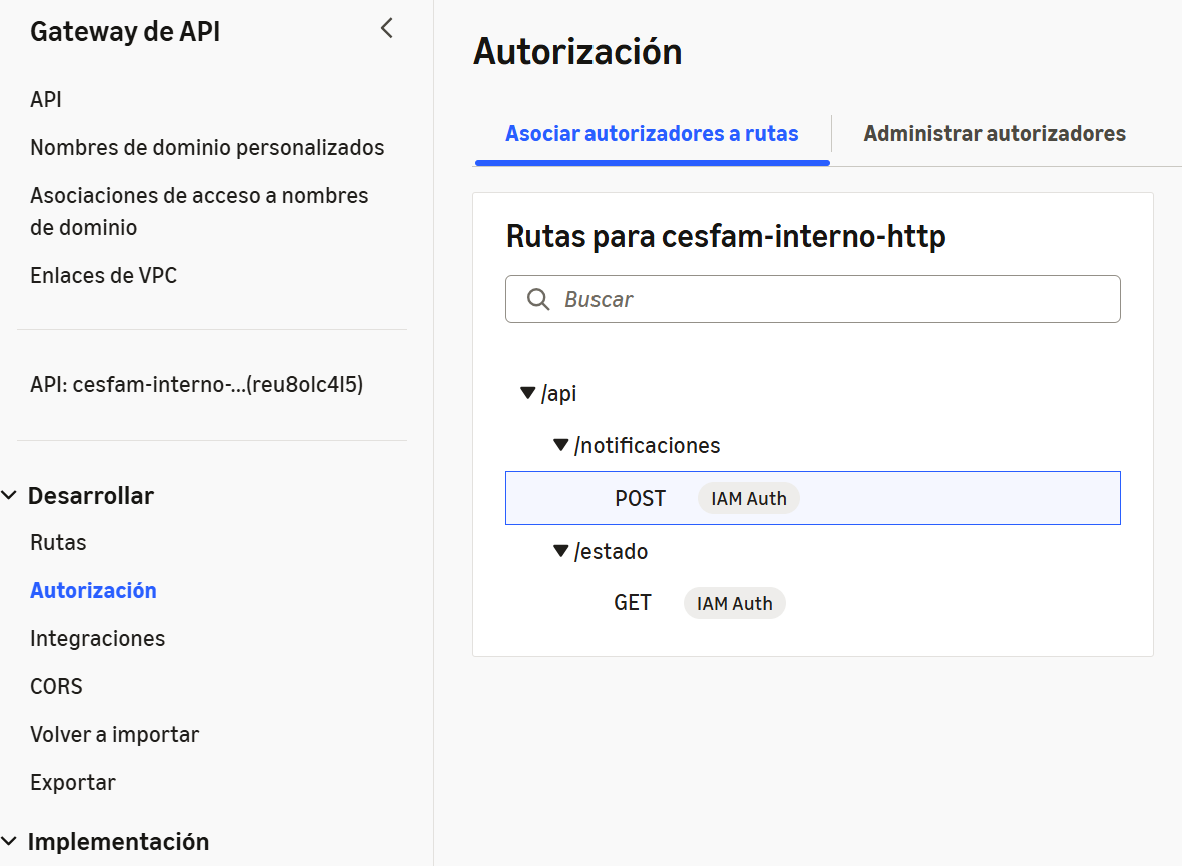 Gateway de API
API
Nombres de dominio personalizados
Asociaciones de acceso a nombres
de dominio
Enlaces de VPC
API: cesfam-interno-...(reu8olc4l5)
Desarrollar
Rutas
Autorización
Integraciones
CORS
Volver a importar
Exportar
Implementación
Autorización
Asociar autorizadores a rutas
Administrar autorizadores
Rutas para cesfam-interno-http
Buscar
/api
/notificaciones
POST IAM Auth
/estado
GET IAM Auth